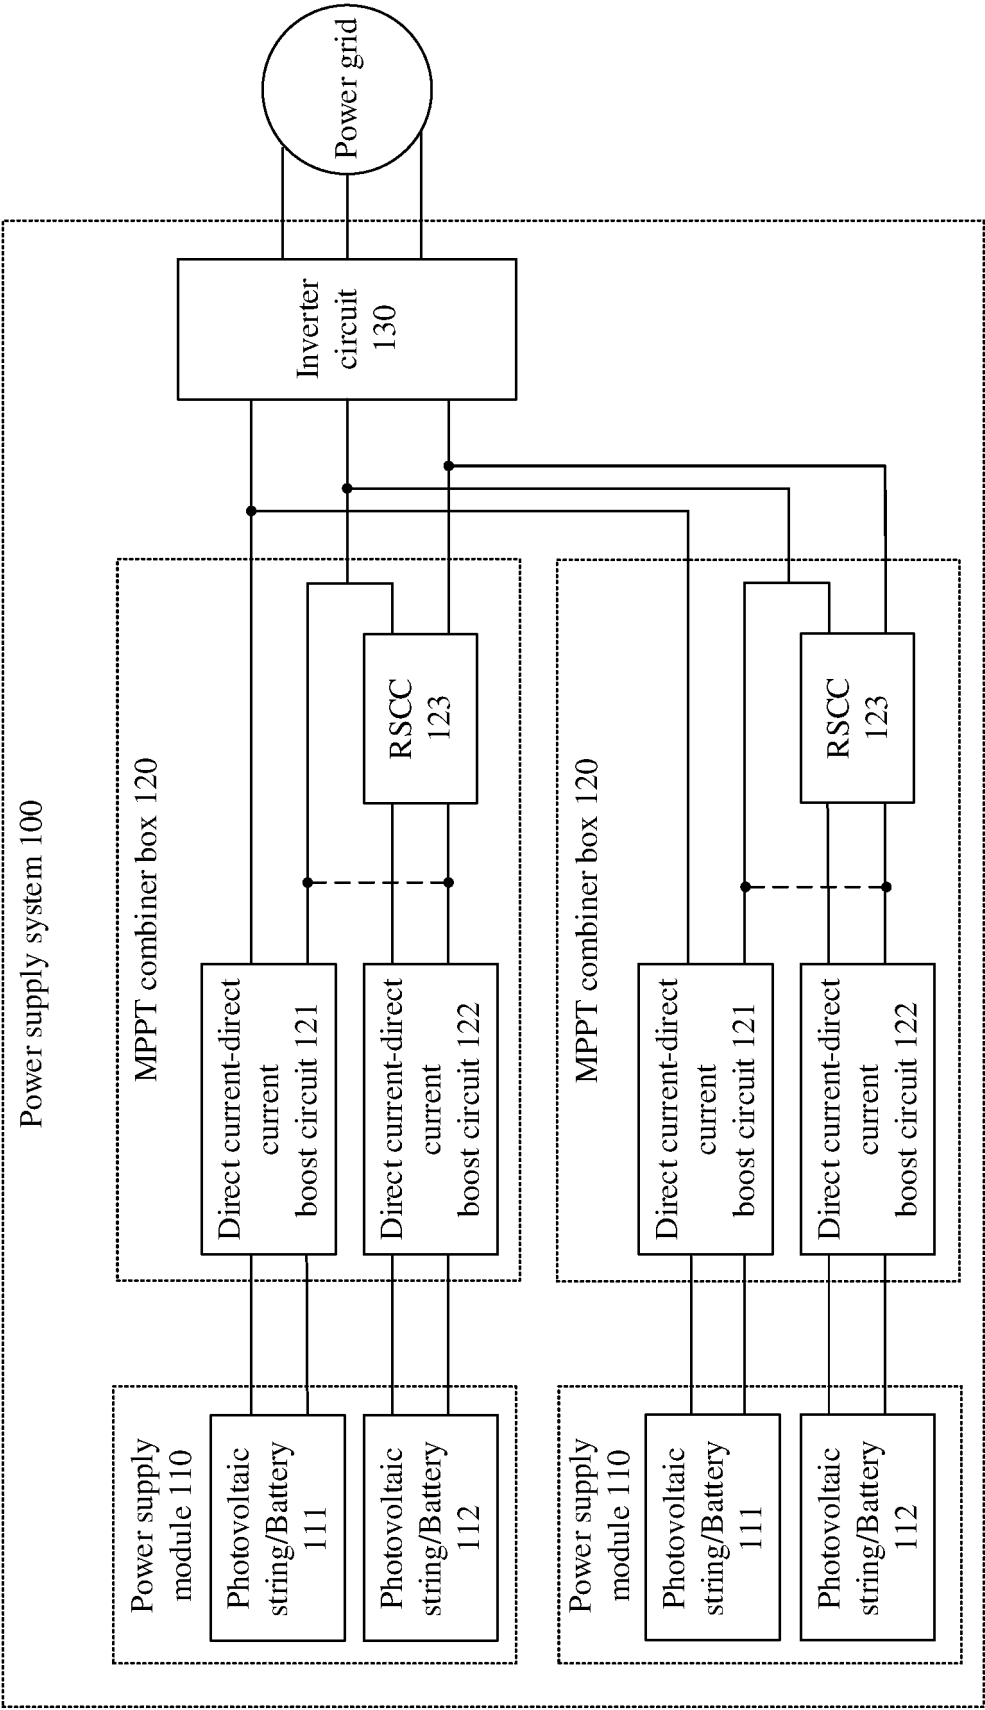 Power supply system 100
Power supply
module 110
Photovoltaic
string/Battery
111
Photovoltaic
string/Battery
112
MPPT combiner box 120
Direct current-direct
current
boost circuit 121
Direct current-direct
current
boost circuit 122
RSCC
123
Inverter
circuit
130
Power grid
Power supply
module 110
Photovoltaic
string/Battery
111
Photovoltaic
string/Battery
112
MPPT combiner box 120
Direct current-direct
current
boost circuit 121
Direct current-direct
current
boost circuit 122
RSCC
123